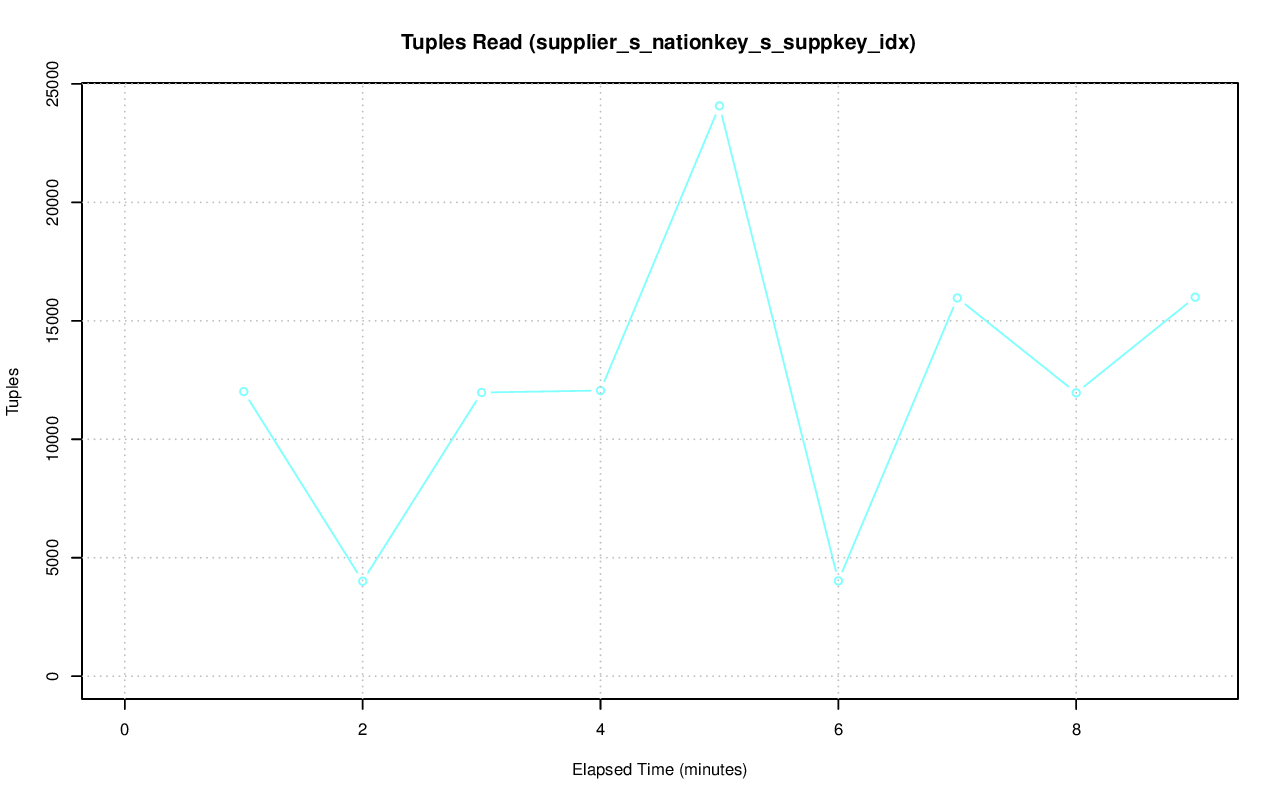 Tuples Read (supplier_s_nationkey_s_suppkey_idx)
25000
20000
15000
10000
5000
0
Tuples
0 2 4 6 8
Elapsed Time (minutes)